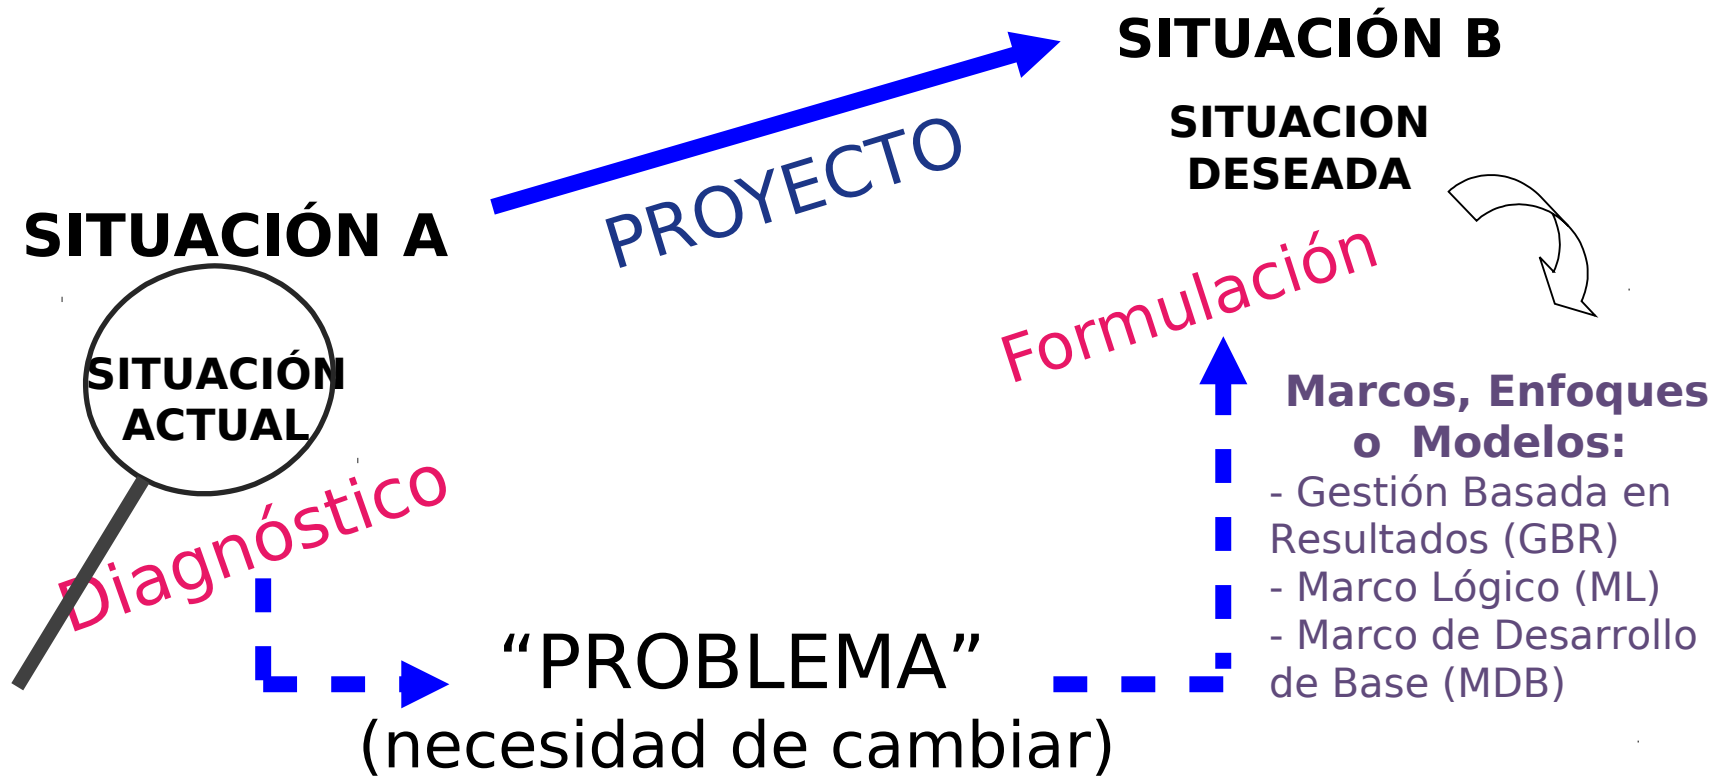 SITUACIÓN B
SITUACION
DESEADA
PROYECTO
SITUACIÓN A
SITUACIÓN
ACTUAL
Diagnóstico
“PROBLEMA”
(necesidad de cambiar)
Formulación
Marcos, Enfoques
o  Modelos:
- Gestión Basada en
Resultados (GBR)
- Marco Lógico (ML)
- Marco de Desarrollo
de Base (MDB)